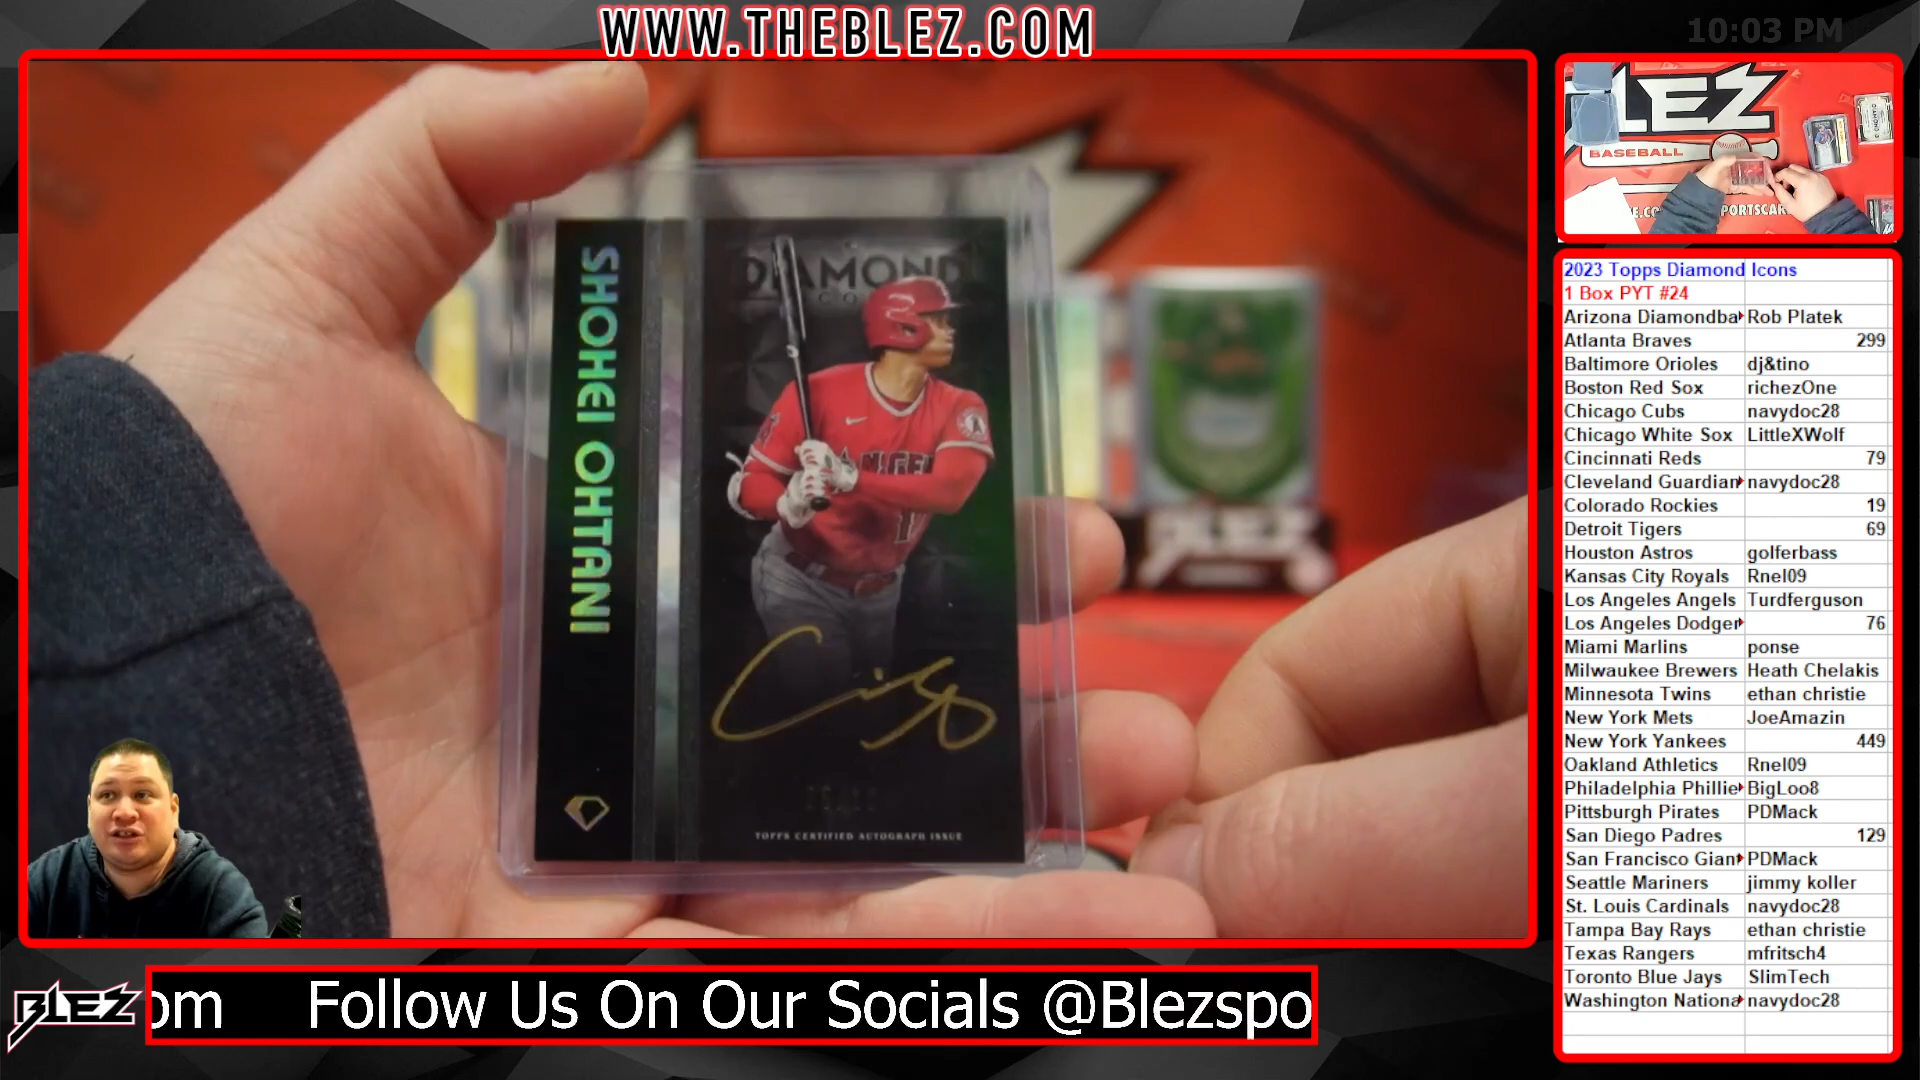 WWW.THEBLEZ.COM
10:03 PM
SHOHEI OHTANI
DIAMOND
TOPPS CERTIFIED AUTOGRAPH ISSUE
BLEZ
LEZ
BASEBALL
2023 Topps Diamond Icons
1 Box PYT #24
Arizona Diamondba Rob Platek
Atlanta Braves 299
Baltimore Orioles dj&tino
Boston Red Sox richezOne
Chicago Cubs navydoc28
Chicago White Sox LittleXWolf
Cincinnati Reds 79
Cleveland Guardian navydoc28
Colorado Rockies 19
Detroit Tigers 69
Houston Astros golferbass
Kansas City Royals Rnel09
Los Angeles Angels Turdferguson
Los Angeles Dodger 76
Miami Marlins ponse
Milwaukee Brewers Heath Chelakis
Minnesota Twins ethan christie
New York Mets JoeAmazin
New York Yankees 449
Oakland Athletics Rnel09
Philadelphia Phillie BigLoo8
Pittsburgh Pirates PDMack
San Diego Padres 129
San Francisco Giant PDMack
Seattle Mariners jimmy koller
St. Louis Cardinals navydoc28
Tampa Bay Rays ethan christie
Texas Rangers mfritsch4
Toronto Blue Jays SlimTech
Washington Nationa navydoc28
BLEZ
om Follow Us On Our Socials @Blezspo